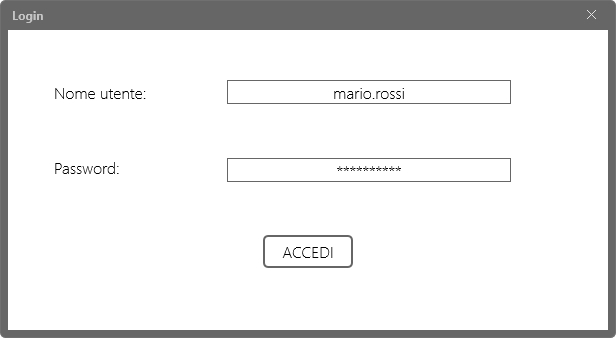 Login
Nome utente: mario.rossi
Password: **********
ACCEDI